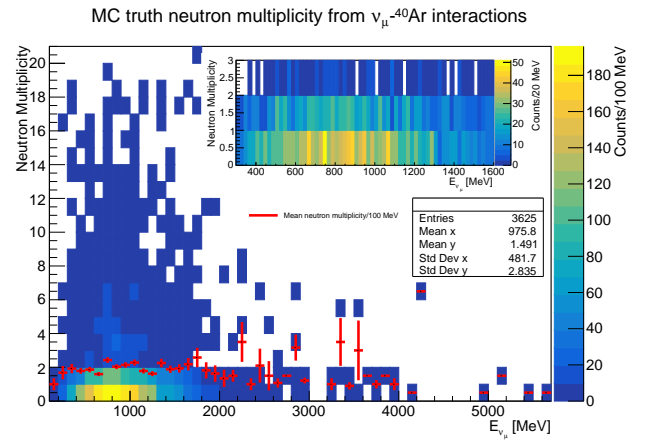 MC truth neutron multiplicity from νμ-⁴⁰Ar interactions
Neutron Multiplicity
20
18
16
14
12
10
8
6
4
2
0
1000 2000 3000 4000 5000
Eνμ [MeV]
Neutron Multiplicity
3
2.5
2
1.5
1
0.5
0
400 600 800 1000 1200 1400 1600
Eνμ [MeV]
50
40
30
20
10
0
Counts/20 MeV
Mean neutron multiplicity/100 MeV
Entries 3625
Mean x 975.8
Mean y 1.491
Std Dev x 481.7
Std Dev y 2.835
180
160
140
120
100
80
60
40
20
0
Counts/100 MeV